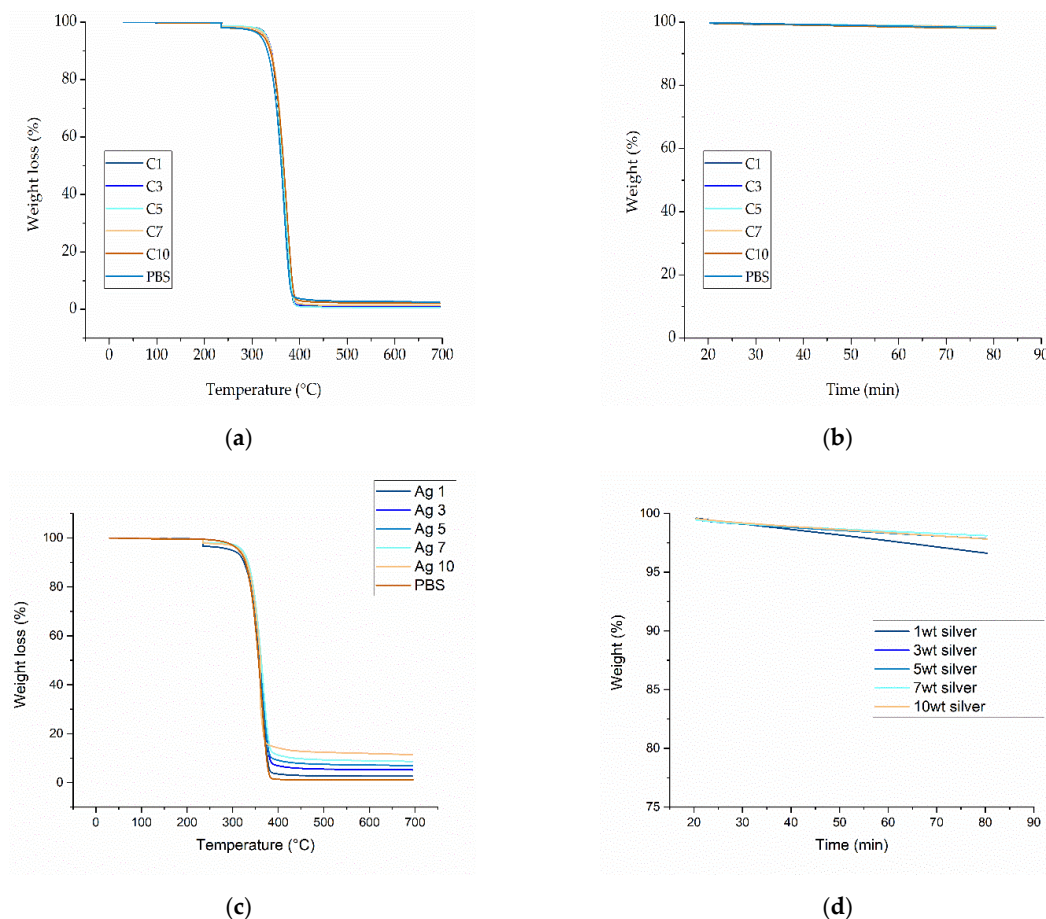 100
80
60
40
20
0
Weight loss (%)
C1
C3
C5
C7
C10
PBS
0 100 200 300 400 500 600 700
Temperature (°C)
(a)
100
80
60
40
20
0
Weight (%)
C1
C3
C5
C7
C10
PBS
20 30 40 50 60 70 80 90
Time (min)
(b)
100
80
60
40
20
0
Weight loss (%)
Ag 1
Ag 3
Ag 5
Ag 7
Ag 10
PBS
0 100 200 300 400 500 600 700
Temperature (°C)
(c)
100
95
90
85
80
75
Weight (%)
1wt silver
3wt silver
5wt silver
7wt silver
10wt silver
20 30 40 50 60 70 80 90
Time (min)
(d)